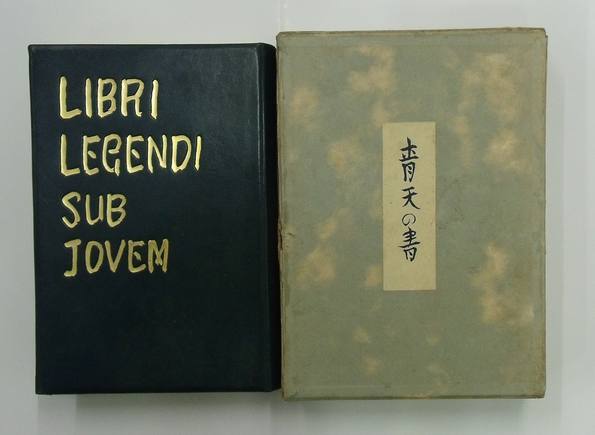 LIBRI
LEGENDI
SUB
JOVEM
青天の書